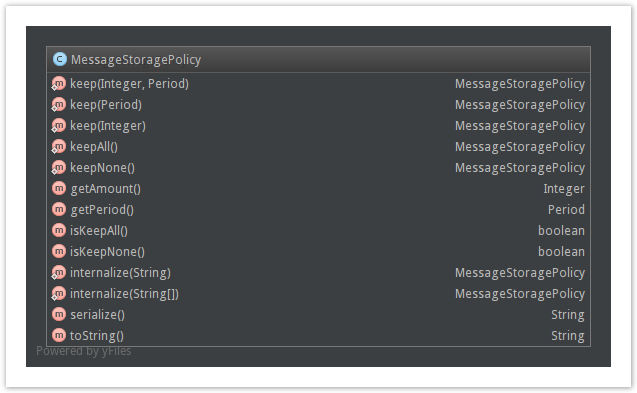 C MessageStoragePolicy
m keep(Integer, Period) MessageStoragePolicy
m keep(Period) MessageStoragePolicy
m keep(Integer) MessageStoragePolicy
m keepAll() MessageStoragePolicy
m keepNone() MessageStoragePolicy
m getAmount() Integer
m getPeriod() Period
m isKeepAll() boolean
m isKeepNone() boolean
m internalize(String) MessageStoragePolicy
m internalize(String[]) MessageStoragePolicy
m serialize() String
m toString() String
Powered by yFiles